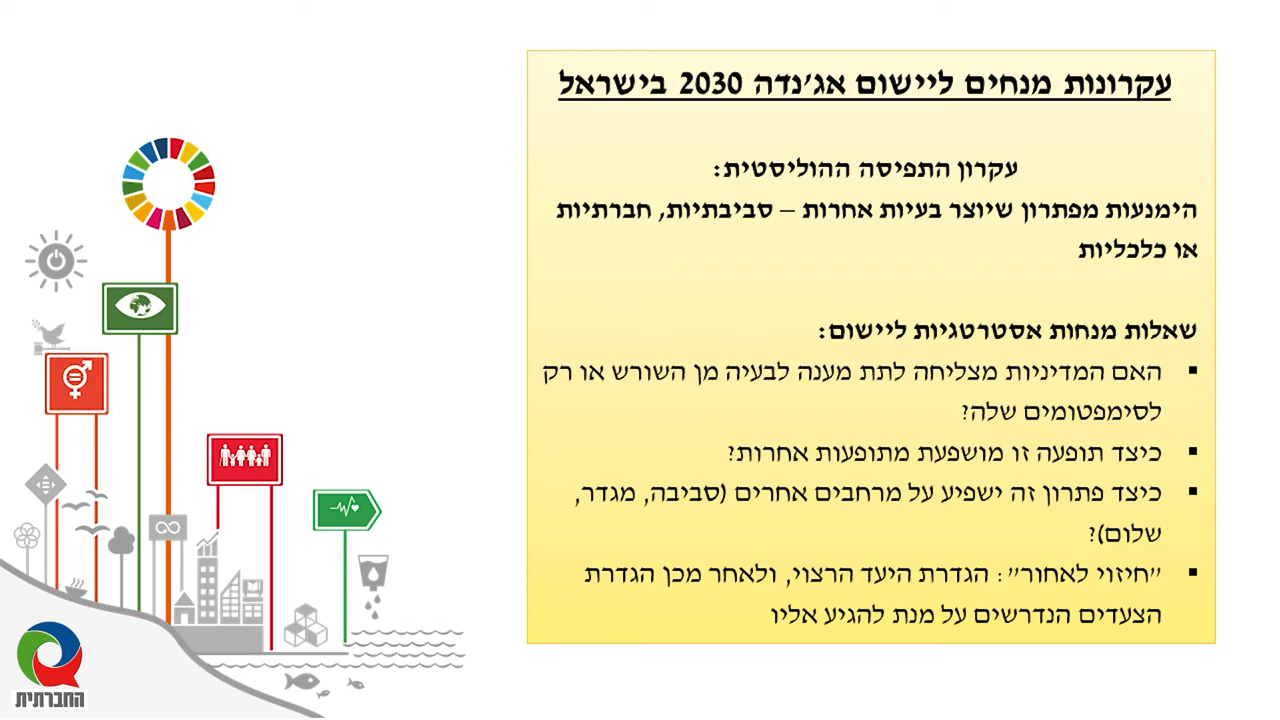 עקרונות מנחים ליישום אג'נדה 2030 בישראל
עקרון התפיסה ההוליסטית:
הימנעות מפתרון שיוצר בעיות אחרות – סביבתיות, חברתיות
או כלכליות
שאלות מנחות אסטרטגיות ליישום:
▪ האם המדיניות מצליחה לתת מענה לבעיה מן השורש או רק
לסימפטומים שלה?
▪ כיצד תופעה זו מושפעת מתופעות אחרות?
▪ כיצד פתרון זה ישפיע על מרחבים אחרים (סביבה, מגדר,
שלום)?
▪ "חיזוי לאחור": הגדרת היעד הרצוי, ולאחר מכן הגדרת
הצעדים הנדרשים על מנת להגיע אליו
החברתית